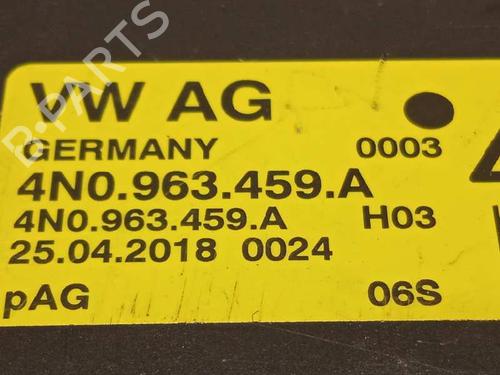 VW AG
GERMANY 0003
4N0.963.459.A
4N0.963.459.A H03
25.04.2018 0024
pAG 06S
B-PARTS